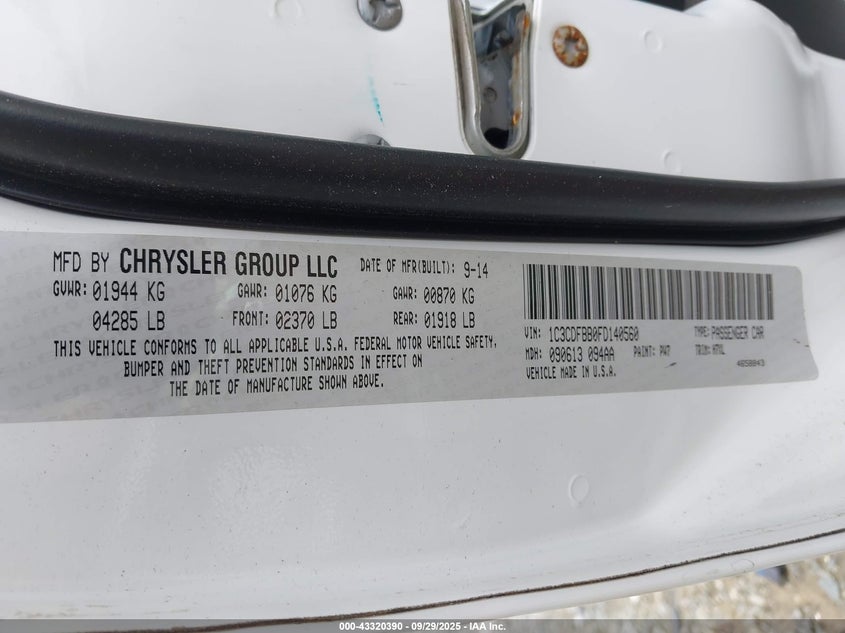 MFD BY CHRYSLER GROUP LLC DATE OF MFR(BUILT): 9-14
GVWR: 01944 KG GAWR: 01076 KG GAWR: 00870 KG
04285 LB FRONT: 02370 LB REAR: 01918 LB
THIS VEHICLE CONFORMS TO ALL APPLICABLE U.S.A. FEDERAL MOTOR VEHICLE SAFETY,
BUMPER AND THEFT PREVENTION STANDARDS IN EFFECT ON
THE DATE OF MANUFACTURE SHOWN ABOVE.
VIN: 1C3CDFBB0FD140560 TYPE: PASSENGER CAR
MDH: 090613 094AA PAINT: PW7 TRIM:
VEHICLE MADE IN U.S.A. 4658843
000-43320390 - 09/29/2025 - IAA Inc.